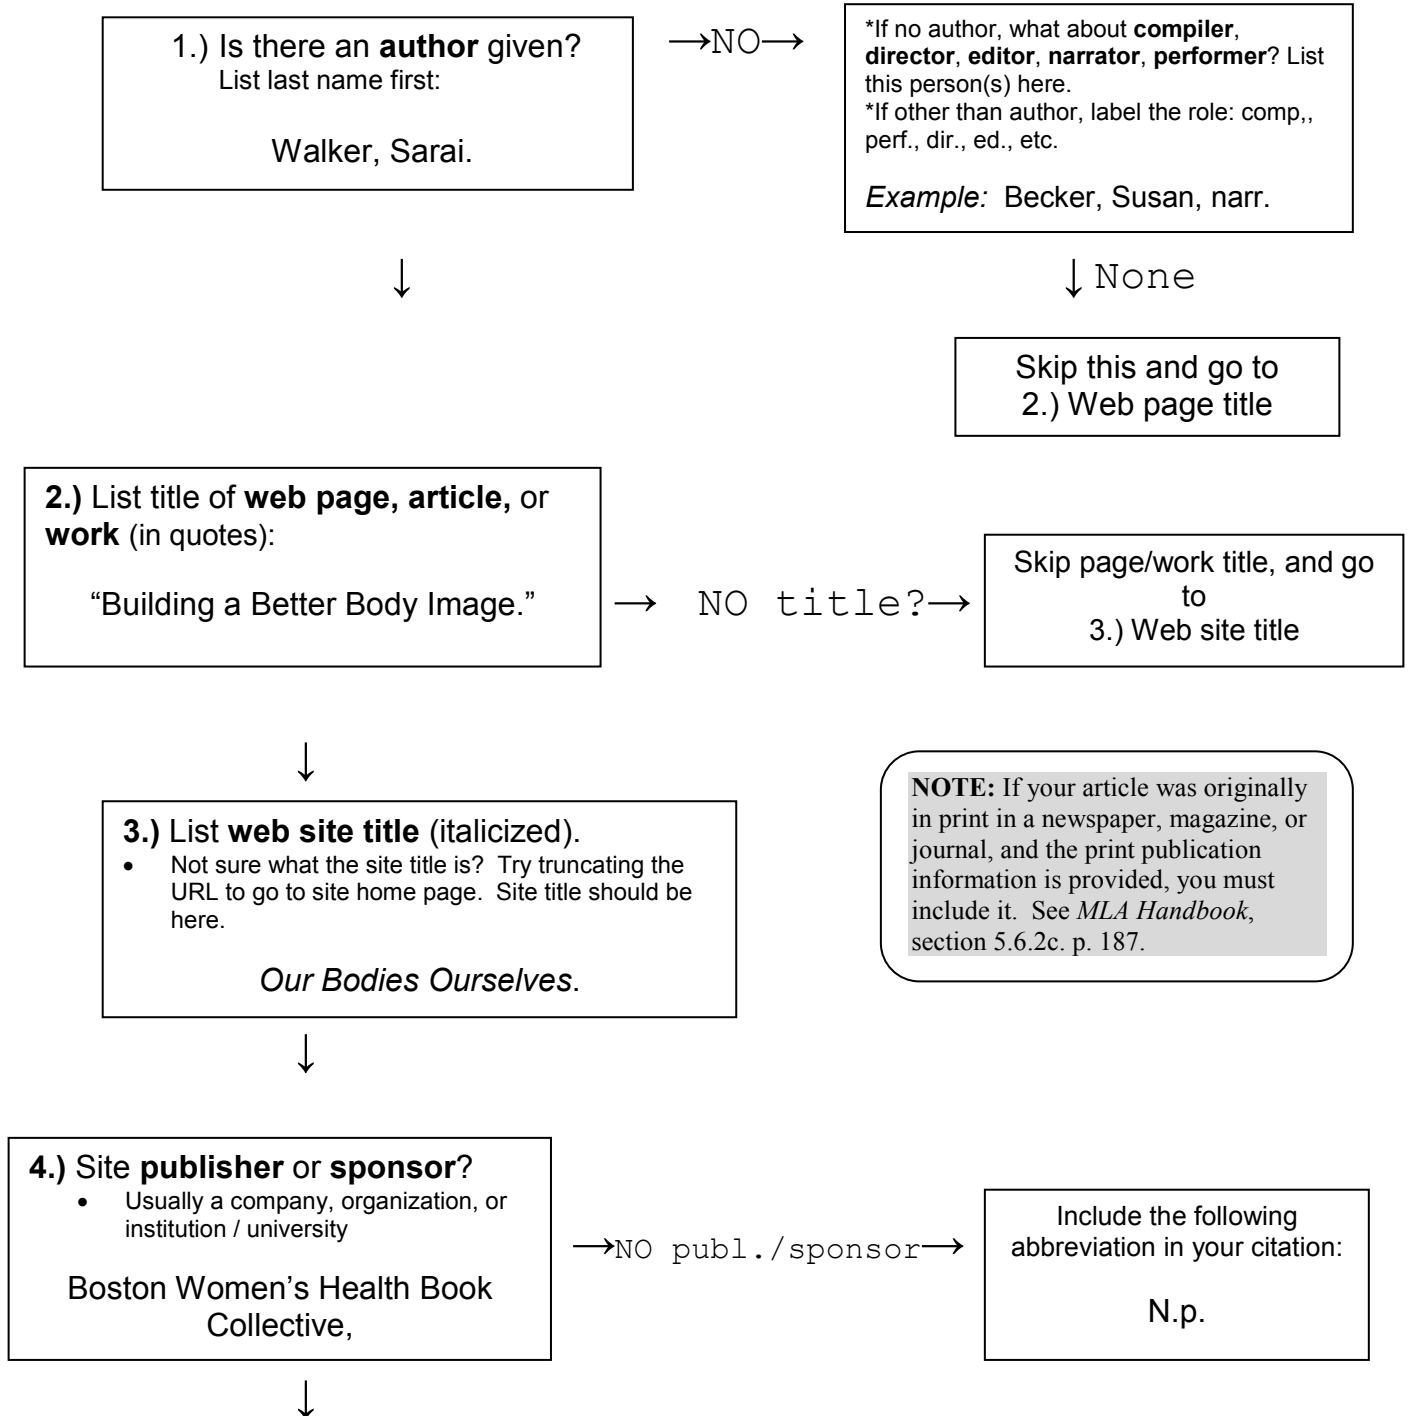 1.) Is there an author given?
List last name first:
Walker, Sarai.
→NO→
*If no author, what about compiler,
director, editor, narrator, performer? List
this person(s) here.
*If other than author, label the role: comp,,
perf., dir., ed., etc.
Example: Becker, Susan, narr.
↓
↓ None
Skip this and go to
2.) Web page title
2.) List title of web page, article, or
work (in quotes):
“Building a Better Body Image.”
→ NO title?→
Skip page/work title, and go
to
3.) Web site title
↓
3.) List web site title (italicized).
• Not sure what the site title is? Try truncating the
URL to go to site home page. Site title should be
here.
Our Bodies Ourselves.
NOTE: If your article was originally
in print in a newspaper, magazine, or
journal, and the print publication
information is provided, you must
include it. See MLA Handbook,
section 5.6.2c. p. 187.
↓
4.) Site publisher or sponsor?
• Usually a company, organization, or
institution / university
Boston Women’s Health Book
Collective,
→NO publ./sponsor→
Include the following
abbreviation in your citation:
N.p.
↓